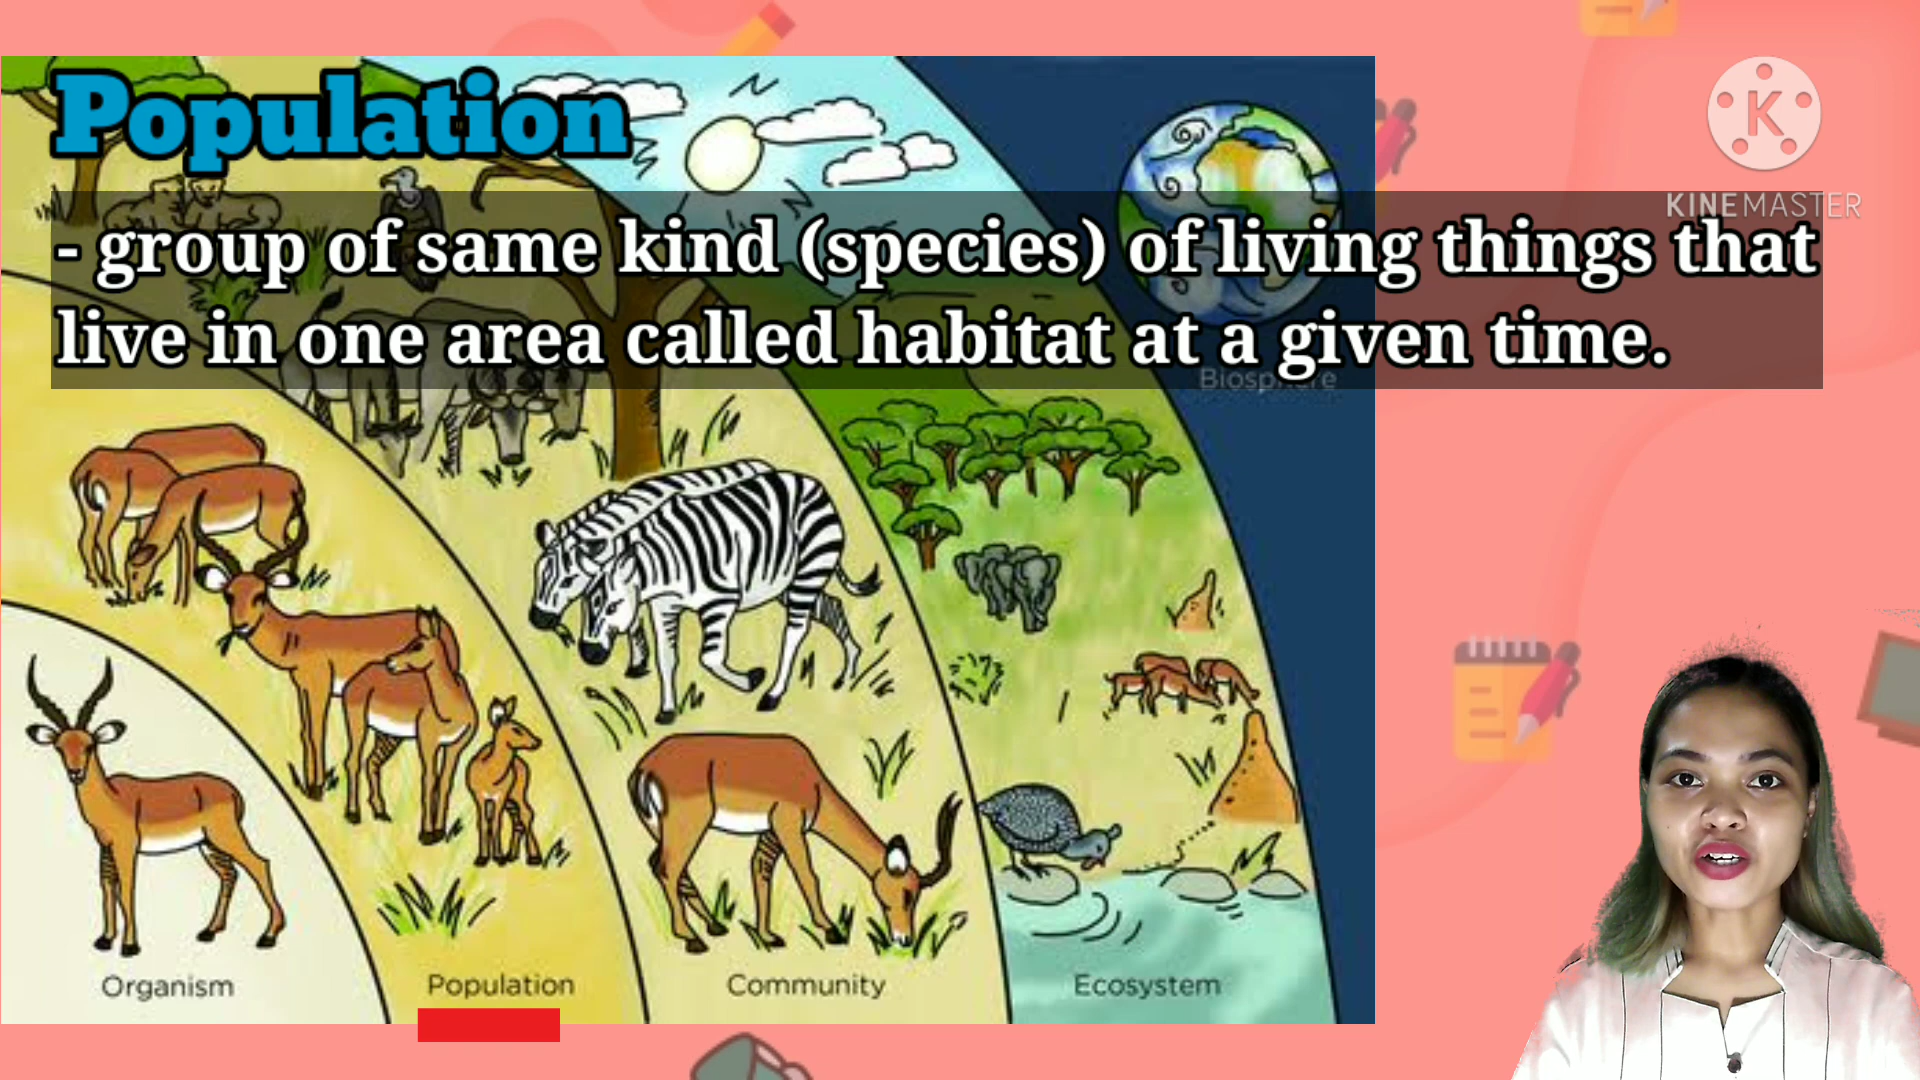 Population
- group of same kind (species) of living things that
live in one area called habitat at a given time.
K
KINEMASTER
Biosphere
Organism
Population
Community
Ecosystem